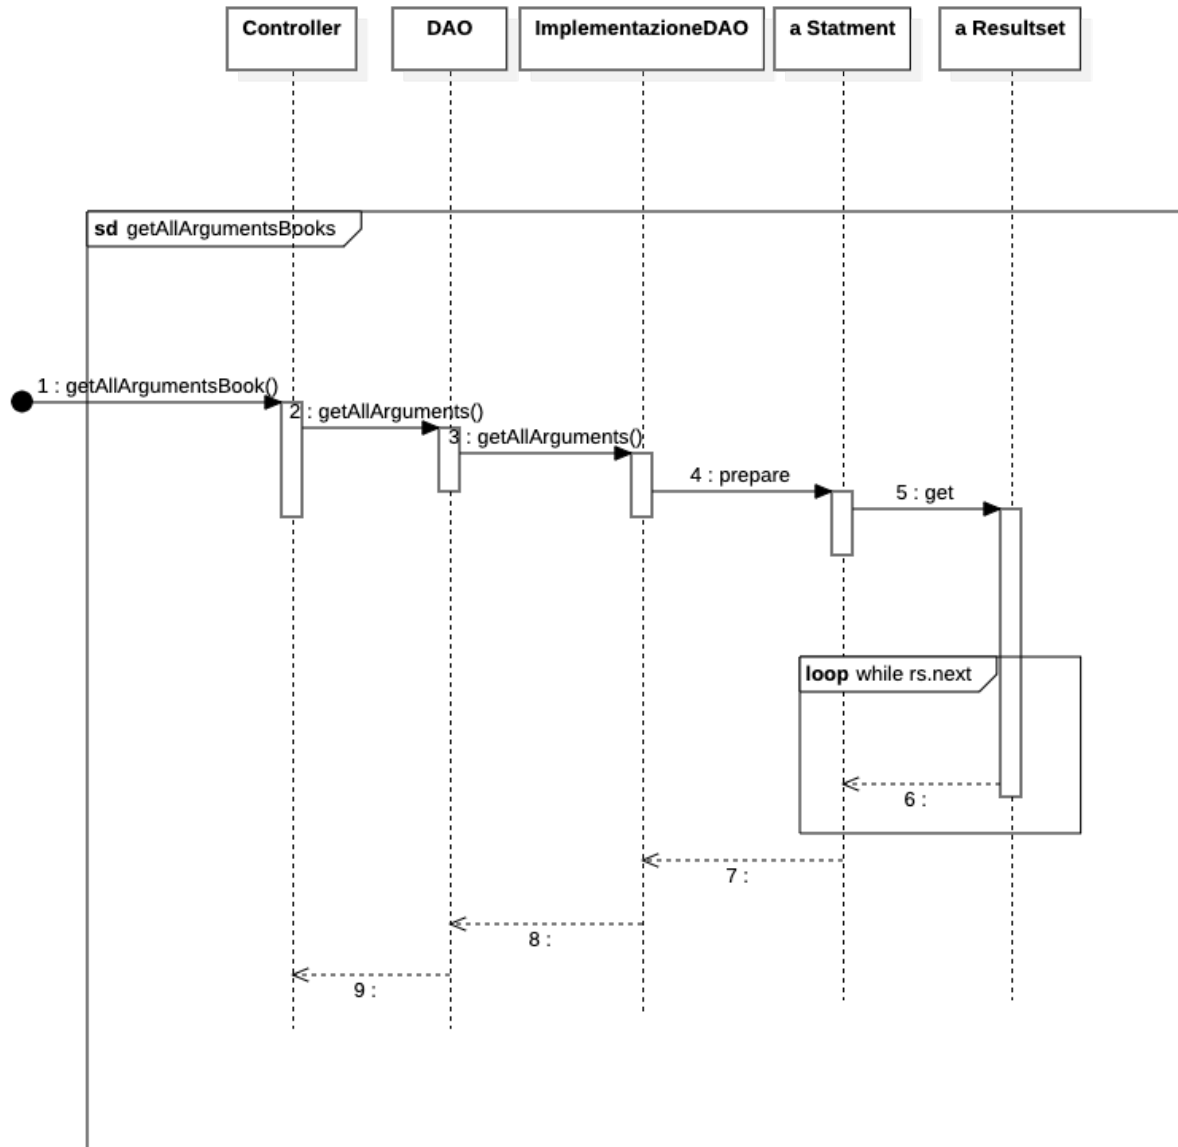 Controller
DAO
ImplementazioneDAO
a Statment
a Resultset
sd getAllArgumentsBooks
1 : getAllArgumentsBook()
2 : getAllArguments()
3 : getAllArguments()
4 : prepare
5 : get
loop while rs.next
6 :
7 :
8 :
9 :